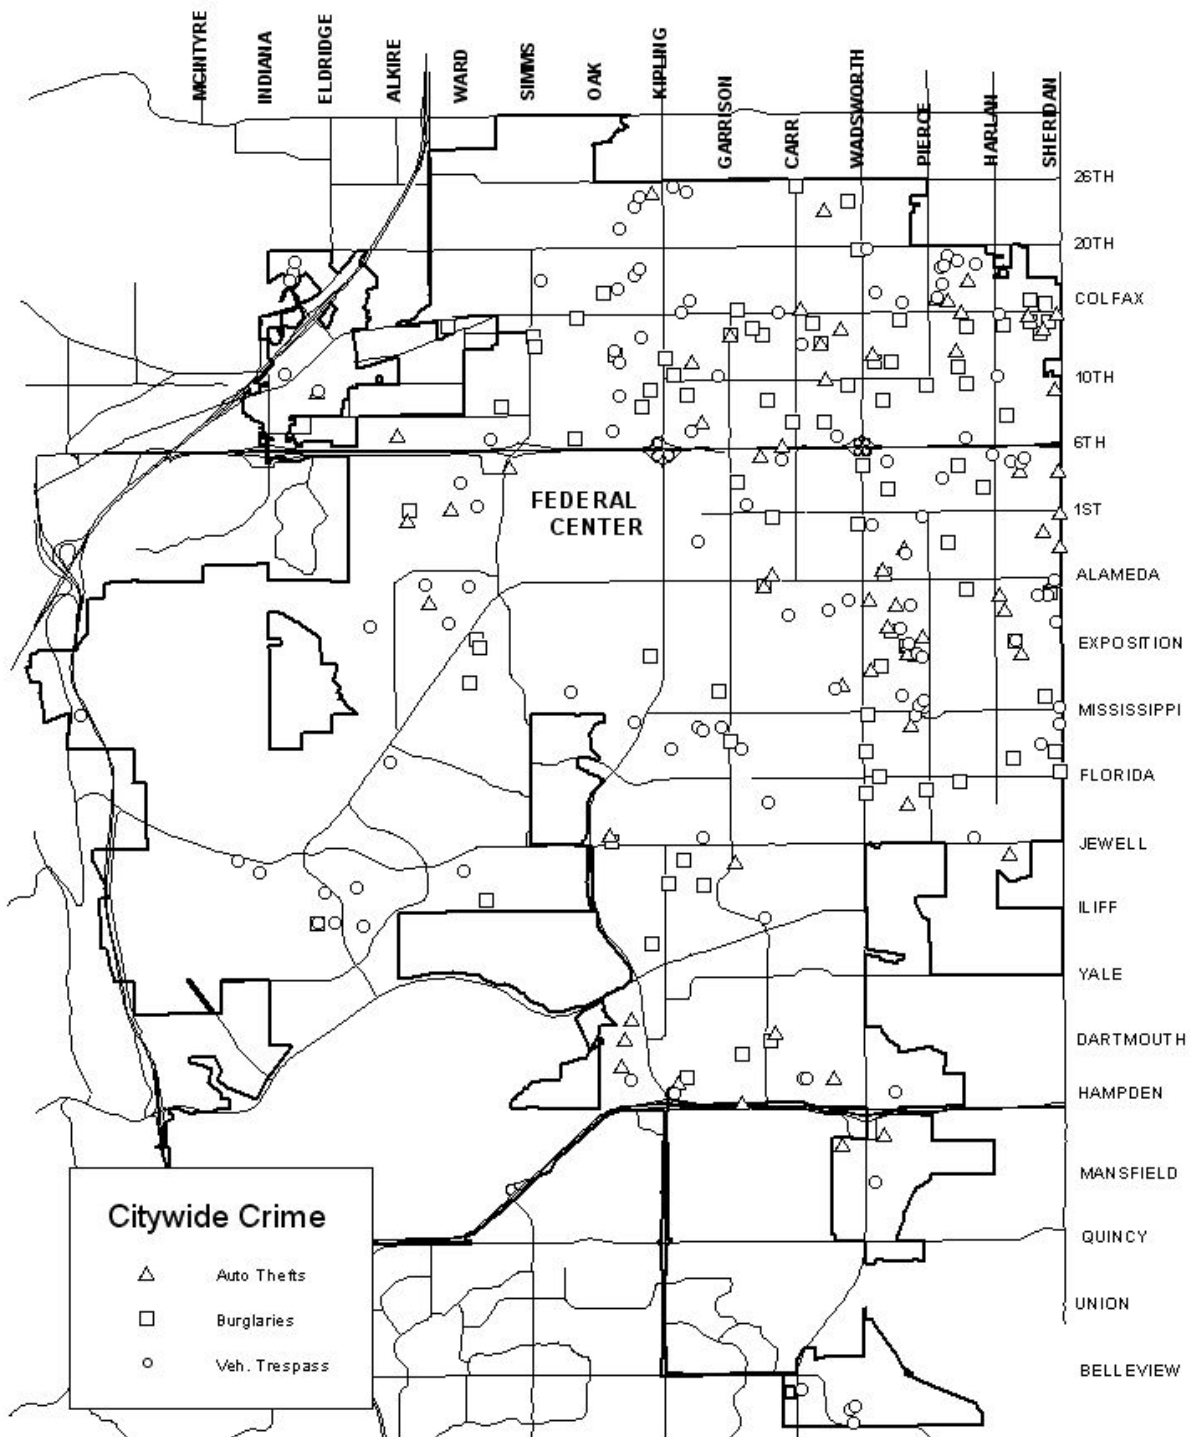 MCINTYRE
INDIANA
ELDRIDGE
ALKIRE
WARD
SIMMS
OAK
KIPLING
GARRISON
CARR
WADSWORTH
PIERCE
HARLAN
SHERIDAN
26TH
20TH
COLFAX
10TH
6TH
FEDERAL
CENTER
1ST
ALAMEDA
EXPOSITION
MISSISSIPPI
FLORIDA
JEWELL
ILIFF
YALE
DARTMOUTH
HAMPDEN
MANSFIELD
QUINCY
UNION
BELLEVIEW
Citywide Crime
Auto Thefts
Burglaries
Veh. Trespass